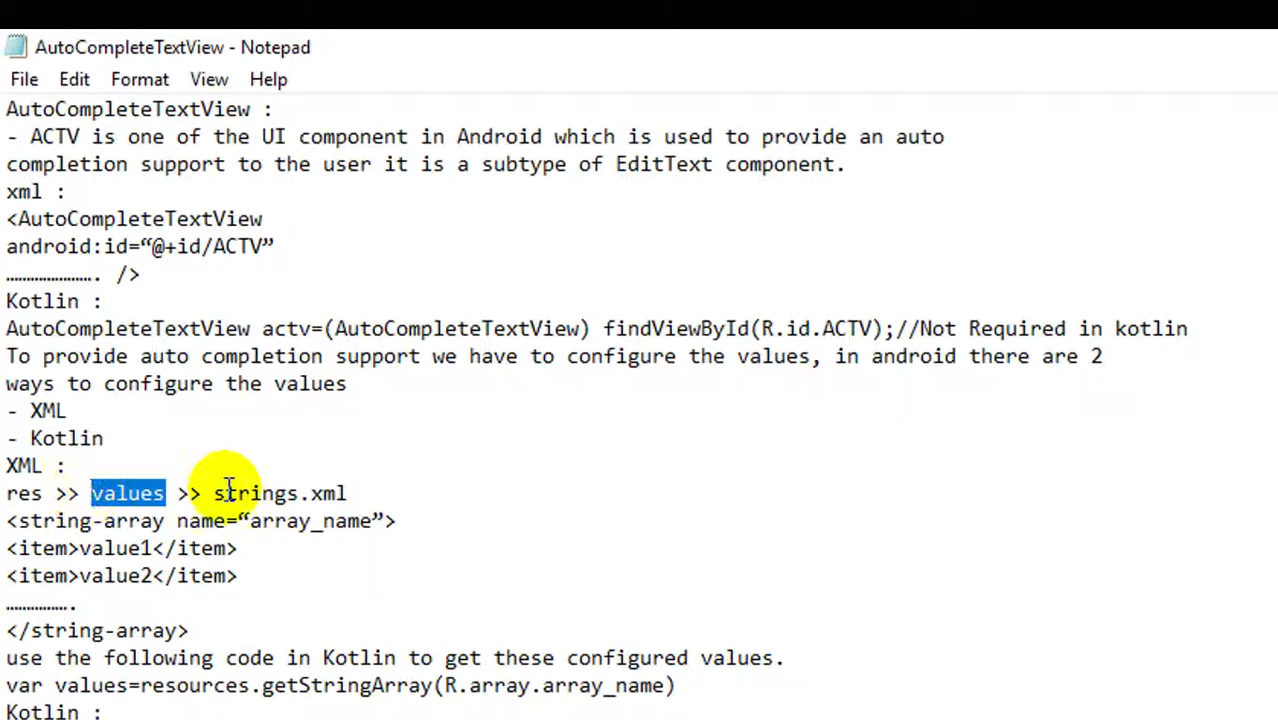 AutoCompleteTextView - Notepad
File Edit Format View Help
AutoCompleteTextView :
- ACTV is one of the UI component in Android which is used to provide an auto
completion support to the user it is a subtype of EditText component.
xml :
<AutoCompleteTextView
android:id=“@+id/ACTV”
…………………. />
Kotlin :
AutoCompleteTextView actv=(AutoCompleteTextView) findViewById(R.id.ACTV);//Not Required in kotlin
To provide auto completion support we have to configure the values, in android there are 2
ways to configure the values
- XML
- Kotlin
XML :
res >> values >> strings.xml
<string-array name=“array_name”>
<item>value1</item>
<item>value2</item>
…………….
</string-array>
use the following code in Kotlin to get these configured values.
var values=resources.getStringArray(R.array.array_name)
Kotlin :